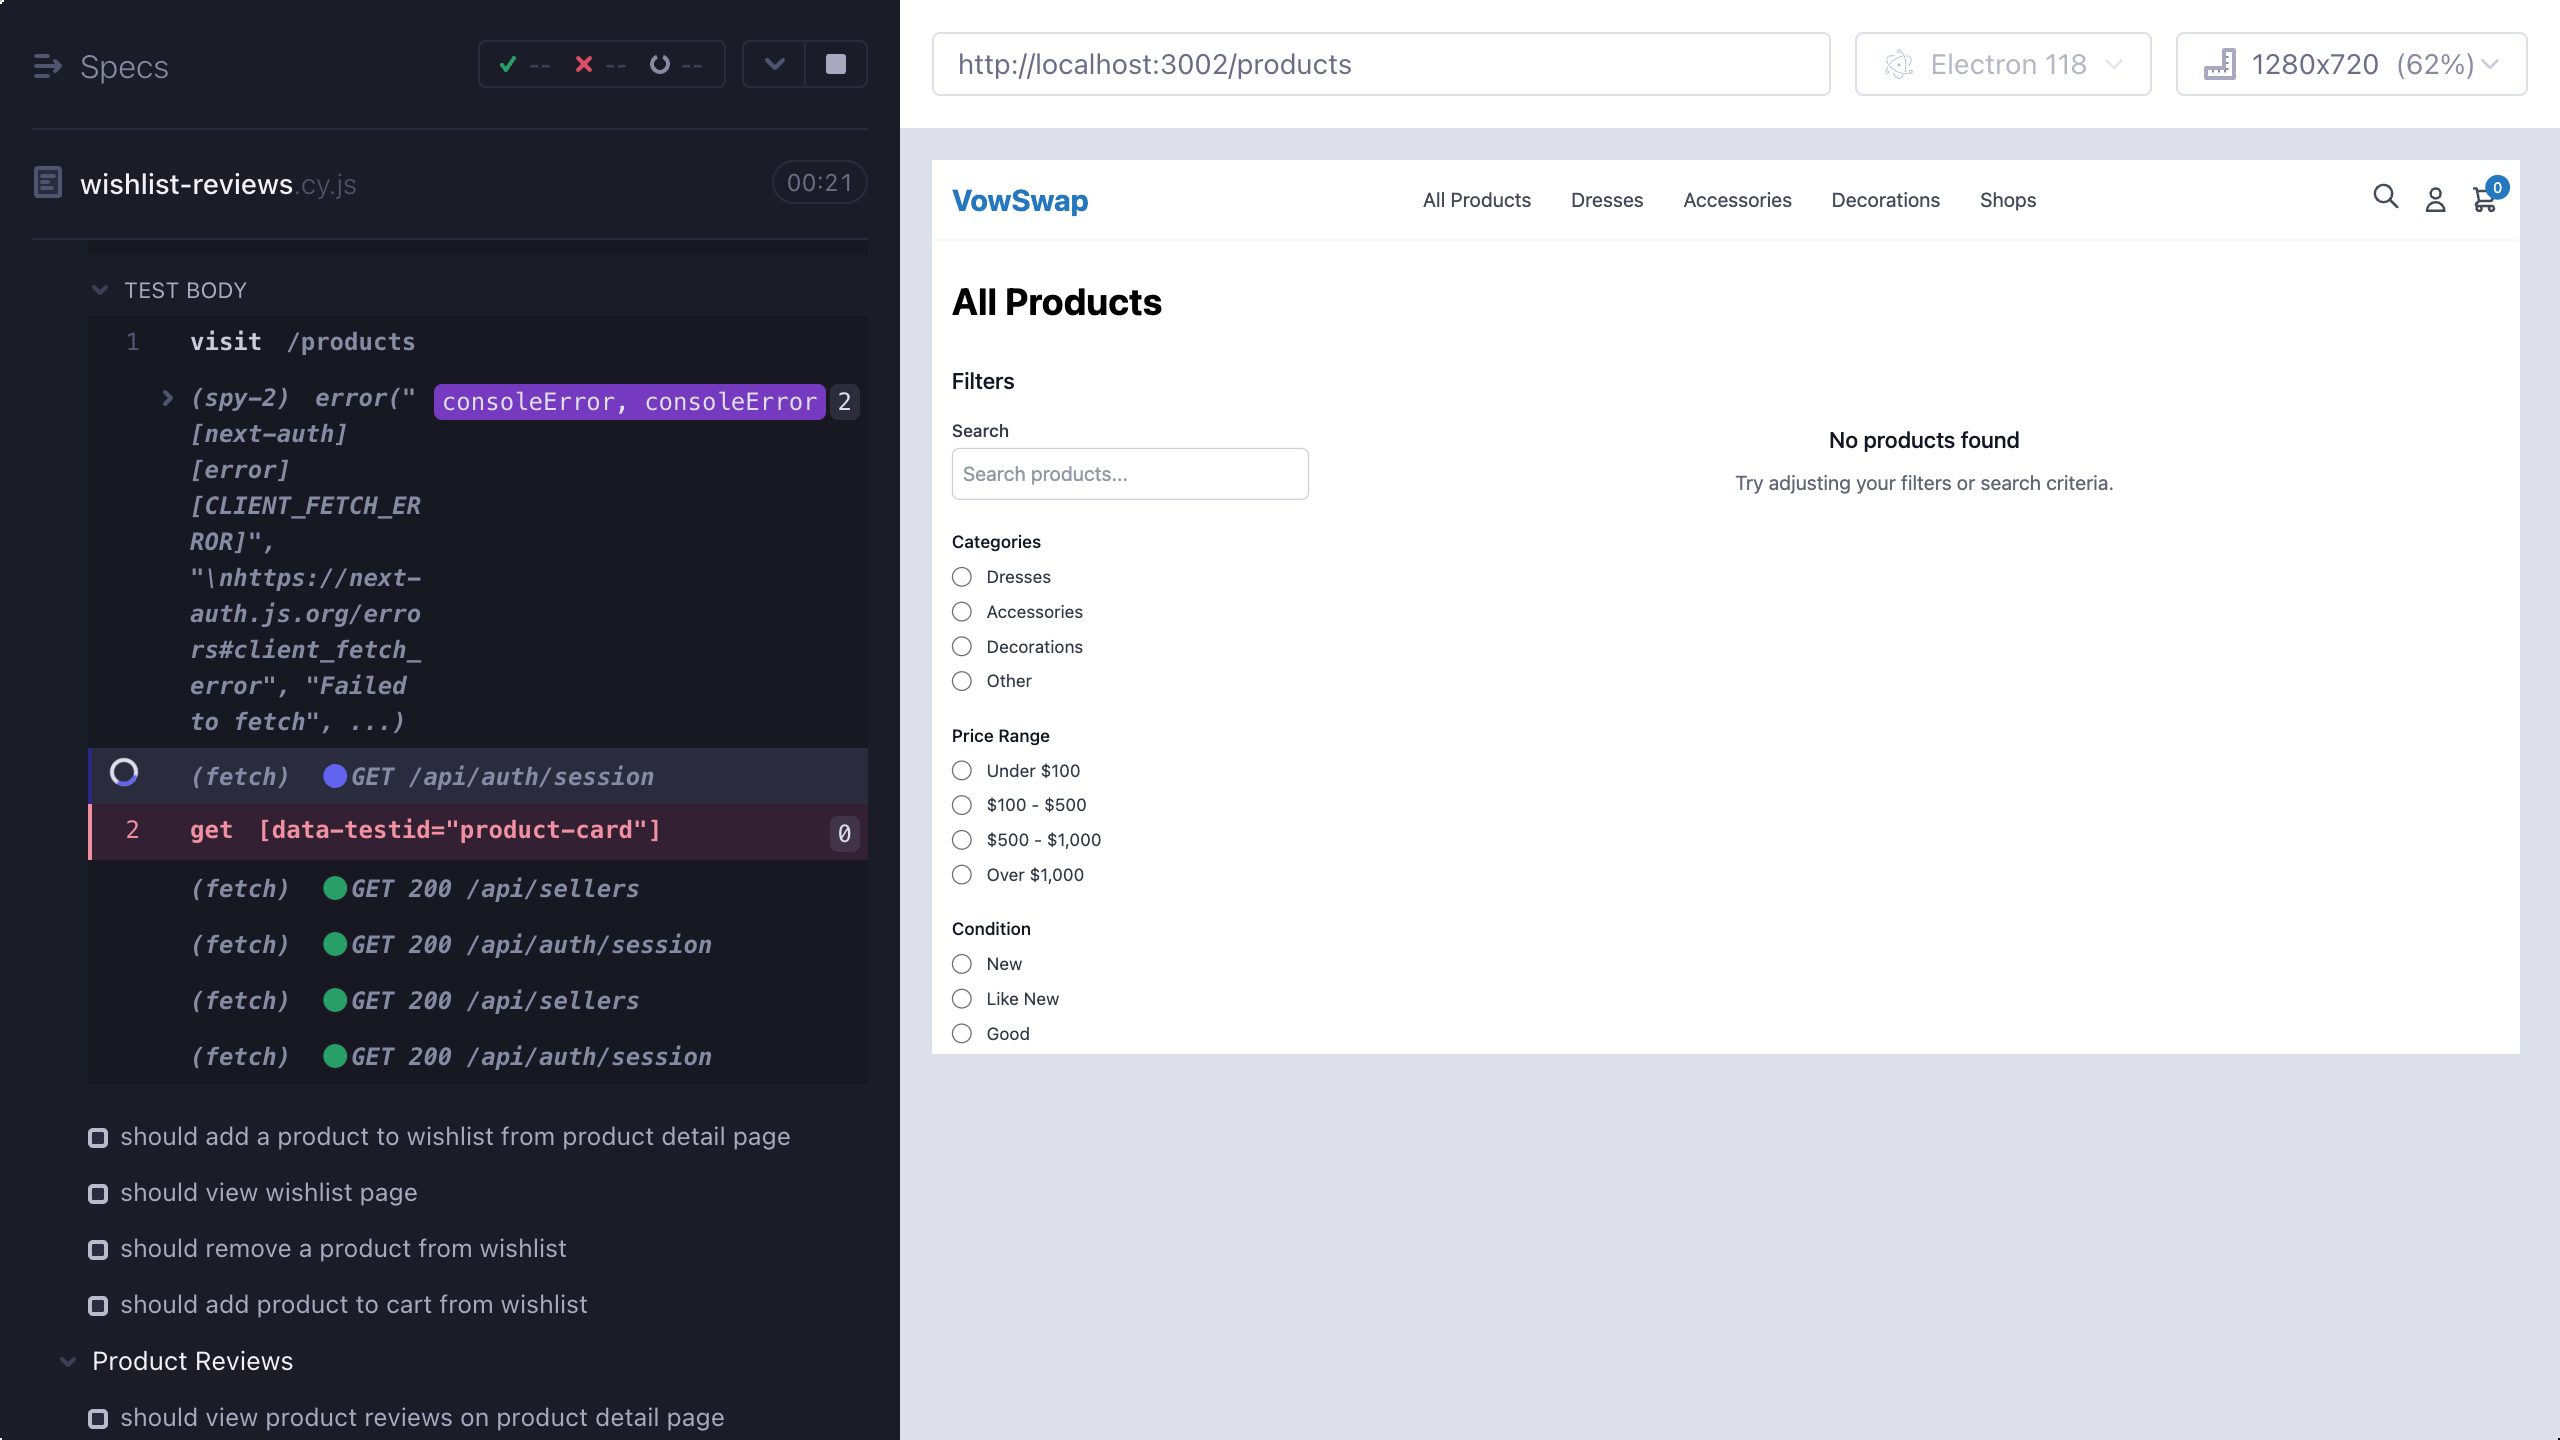 Specs
-- -- --
wishlist-reviews.cy.js
00:21
TEST BODY
1 visit /products
(spy-2) error(" consoleError, consoleError 2
[next-auth]
[error]
[CLIENT_FETCH_ER
ROR]",
"\nhttps://next-
auth.js.org/erro
rs#client_fetch_
error", "Failed
to fetch", ...)
(fetch) GET /api/auth/session
2 get [data-testid="product-card"] 0
(fetch) GET 200 /api/sellers
(fetch) GET 200 /api/auth/session
(fetch) GET 200 /api/sellers
(fetch) GET 200 /api/auth/session
should add a product to wishlist from product detail page
should view wishlist page
should remove a product from wishlist
should add product to cart from wishlist
Product Reviews
should view product reviews on product detail page
http://localhost:3002/products
Electron 118
1280x720 (62%)
VowSwap
All Products Dresses Accessories Decorations Shops
0
All Products
Filters
Search
Search products...
Categories
Dresses
Accessories
Decorations
Other
Price Range
Under $100
$100 - $500
$500 - $1,000
Over $1,000
Condition
New
Like New
Good
No products found
Try adjusting your filters or search criteria.